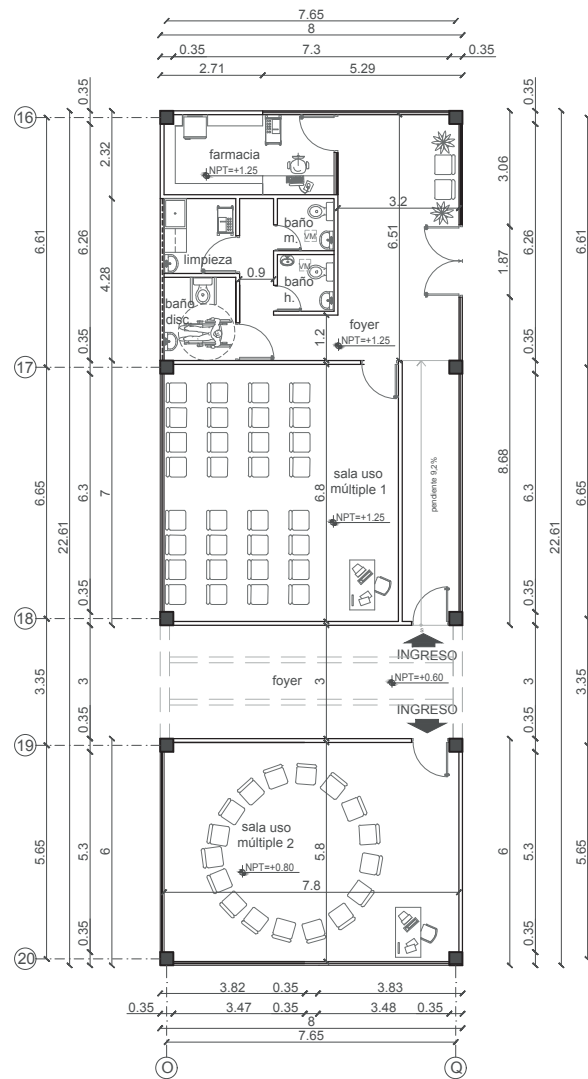 7.65
8
0.35 7.3 0.35
2.71 5.29
16
17
18
19
20
6.61
6.65
3.35
5.65
22.61
0.35
6.26
0.35
6.3
0.35
3
0.35
5.3
0.35
2.32
4.28
7
6
farmacia
NPT=+1.25
3.2
6.51
baño
m.
VM
limpieza
0.9
VM
baño
h.
baño
disc.
1.2
foyer
NPT=+1.25
sala uso
múltiple 1
6.8
NPT=+1.25
pendiente 9,2%
S
INGRESO
foyer
3
NPT=+0.60
INGRESO
sala uso
múltiple 2
5.8
NPT=+0.80
7.8
3.06
1.87
8.68
6
0.35
6.26
0.35
6.3
0.35
3
0.35
5.3
0.35
22.61
6.61
6.65
3.35
5.65
3.82 0.35 3.83
0.35 3.47 0.35 3.48 0.35
8
7.65
O Q